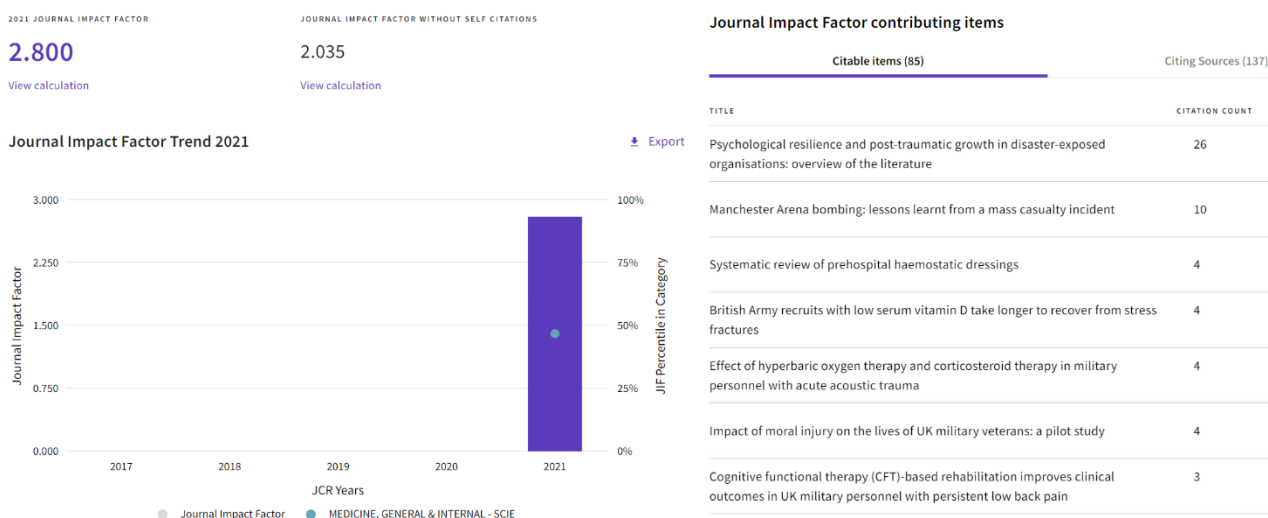 2021 JOURNAL IMPACT FACTOR
2.800
View calculation
JOURNAL IMPACT FACTOR WITHOUT SELF CITATIONS
2.035
View calculation
Journal Impact Factor Trend 2021
Export
3.000
2.250
1.500
0.750
0.000
Journal Impact Factor
100%
75%
50%
25%
0%
JIF Percentile in Category
2017
2018
2019
2020
2021
JCR Years
Journal Impact Factor
MEDICINE, GENERAL & INTERNAL - SCIE
Journal Impact Factor contributing items
Citable items (85)
Citing Sources (137)
TITLE
CITATION COUNT
Psychological resilience and post-traumatic growth in disaster-exposed
organisations: overview of the literature
26
Manchester Arena bombing: lessons learnt from a mass casualty incident
10
Systematic review of prehospital haemostatic dressings
4
British Army recruits with low serum vitamin D take longer to recover from stress
fractures
4
Effect of hyperbaric oxygen therapy and corticosteroid therapy in military
personnel with acute acoustic trauma
4
Impact of moral injury on the lives of UK military veterans: a pilot study
4
Cognitive functional therapy (CFT)-based rehabilitation improves clinical
outcomes in UK military personnel with persistent low back pain
3